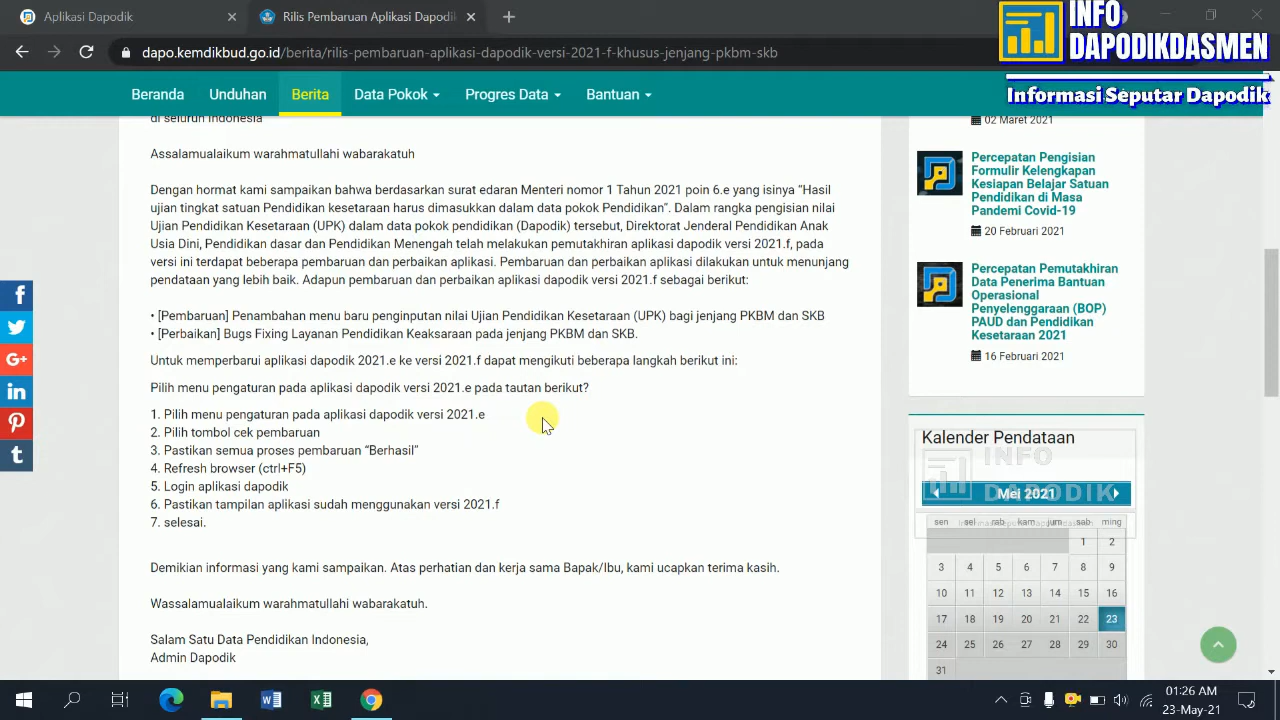 Aplikasi Dapodik
Rilis Pembaruan Aplikasi Dapodik
INFO
DAPODIKDASMEN
Informasi Seputar Dapodik
dapo.kemdikbud.go.id/berita/rilis-pembaruan-aplikasi-dapodik-versi-2021-f-khusus-jenjang-pkbm-skb
Beranda Unduhan Berita Data Pokok Progres Data Bantuan
di seluruh Indonesia
Assalamualaikum warahmatullahi wabarakatuh
Dengan hormat kami sampaikan bahwa berdasarkan surat edaran Menteri nomor 1 Tahun 2021 poin 6.e yang isinya “Hasil
ujian tingkat satuan Pendidikan Kesetaraan harus dimasukkan dalam data pokok Pendidikan”. Dalam rangka pengisian nilai
Ujian Pendidikan Kesetaraan (UPK) dalam data pokok pendidikan (Dapodik) tersebut, Direktorat Jenderal Pendidikan Anak
Usia Dini, Pendidikan dasar dan Pendidikan Menengah telah melakukan pemutakhiran aplikasi dapodik versi 2021.f, pada
versi ini terdapat beberapa pembaruan dan perbaikan aplikasi. Pembaruan dan perbaikan aplikasi dilakukan untuk menunjang
pendataan yang lebih baik. Adapun pembaruan dan perbaikan aplikasi dapodik versi 2021.f sebagai berikut:
• [Pembaruan] Penambahan menu baru penginputan nilai Ujian Pendidikan Kesetaraan (UPK) bagi jenjang PKBM dan SKB
• [Perbaikan] Bugs Fixing Layanan Pendidikan Keaksaraan pada jenjang PKBM dan SKB.
Untuk memperbarui aplikasi dapodik 2021.e ke versi 2021.f dapat mengikuti beberapa langkah berikut ini:
Pilih menu pengaturan pada aplikasi dapodik versi 2021.e pada tautan berikut?
1. Pilih menu pengaturan pada aplikasi dapodik versi 2021.e
2. Pilih tombol cek pembaruan
3. Pastikan semua proses pembaruan “Berhasil”
4. Refresh browser (ctrl+F5)
5. Login aplikasi dapodik
6. Pastikan tampilan aplikasi sudah menggunakan versi 2021.f
7. selesai.
Demikian informasi yang kami sampaikan. Atas perhatian dan kerja sama Bapak/Ibu, kami ucapkan terima kasih.
Wassalamualaikum warahmatullahi wabarakatuh.
Salam Satu Data Pendidikan Indonesia,
Admin Dapodik
02 Maret 2021
Percepatan Pengisian
Formulir Kelengkapan
Kesiapan Belajar Satuan
Pendidikan di Masa
Pandemi Covid-19
20 Februari 2021
Percepatan Pemutakhiran
Data Penerima Bantuan
Operasional
Penyelenggaraan (BOP)
PAUD dan Pendidikan
Kesetaraan 2021
16 Februari 2021
Kalender Pendataan
INFO
DAPODIK
Mei 2021
sen sel rab kam jum sab ming
1 2
3 4 5 6 7 8 9
10 11 12 13 14 15 16
17 18 19 20 21 22 23
24 25 26 27 28 29 30
31
01:26 AM
23-May-21